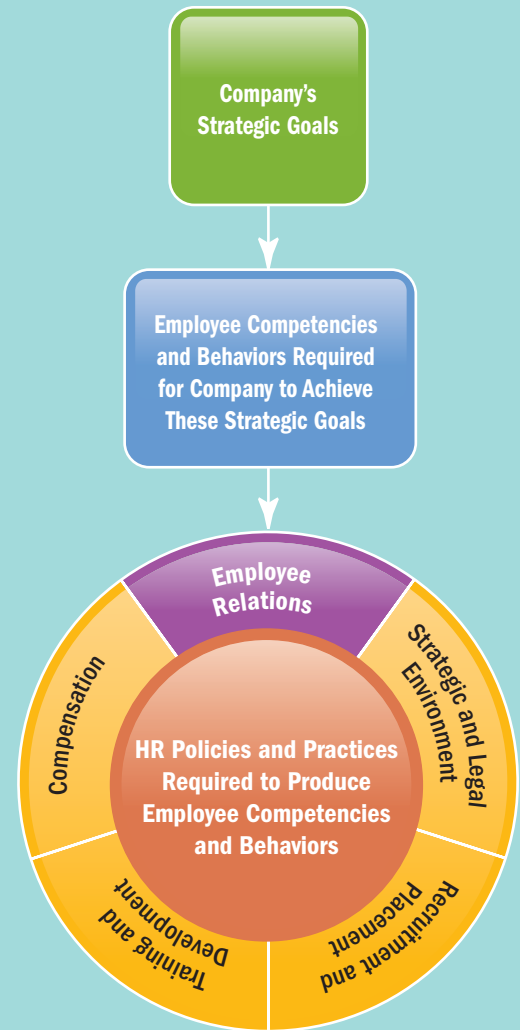 Company's
Strategic Goals
Employee Competencies
and Behaviors Required
for Company to Achieve
These Strategic Goals
Employee
Relations
Strategic and Legal
Environment
Recruitment and
Placement
Training and
Development
Compensation
HR Policies and Practices
Required to Produce
Employee Competencies
and Behaviors